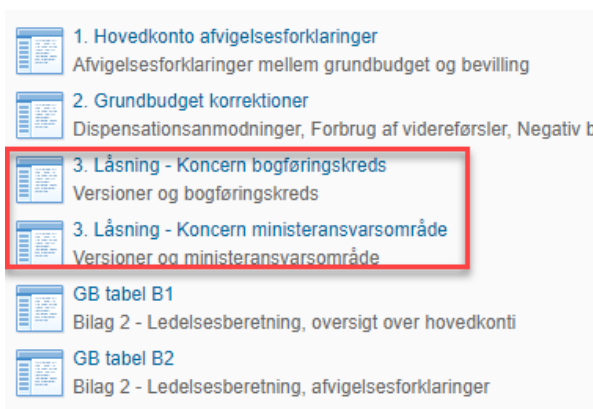 1. Hovedkonto afvigelsesforklaringer
Afvigelsesforklaringer mellem grundbudget og bevilling
2. Grundbudget korrektioner
Dispensationsanmodninger, Forbrug af videreførsler, Negativ b
3. Låsning - Koncern bogføringskreds
Versioner og bogføringskreds
3. Låsning - Koncern ministeransvarsområde
Versioner og ministeransvarsområde
GB tabel B1
Bilag 2 - Ledelsesberetning, oversigt over hovedkonti
GB tabel B2
Bilag 2 - Ledelsesberetning, afvigelsesforklaringer